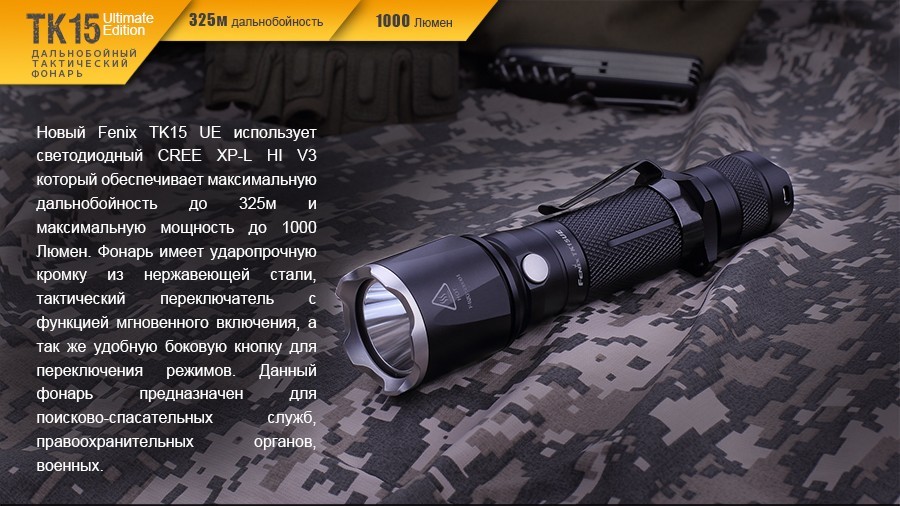 TK15 Ultimate Edition
ДАЛЬНОБОЙНЫЙ
ТАКТИЧЕСКИЙ
ФОНАРЬ
325м дальнобойность
1000 Люмен
Новый Fenix TK15 UE использует
светодиодный CREE XP-L HI V3
который обеспечивает максимальную
дальнобойность до 325м и
максимальную мощность до 1000
Люмен. Фонарь имеет ударопрочную
кромку из нержавеющей стали,
тактический переключатель с
функцией мгновенного включения, а
так же удобную боковую кнопку для
переключения режимов. Данный
фонарь предназначен для
поисково-спасательных служб,
правоохранительных органов,
военных.
Fenix TK15UE
HOT